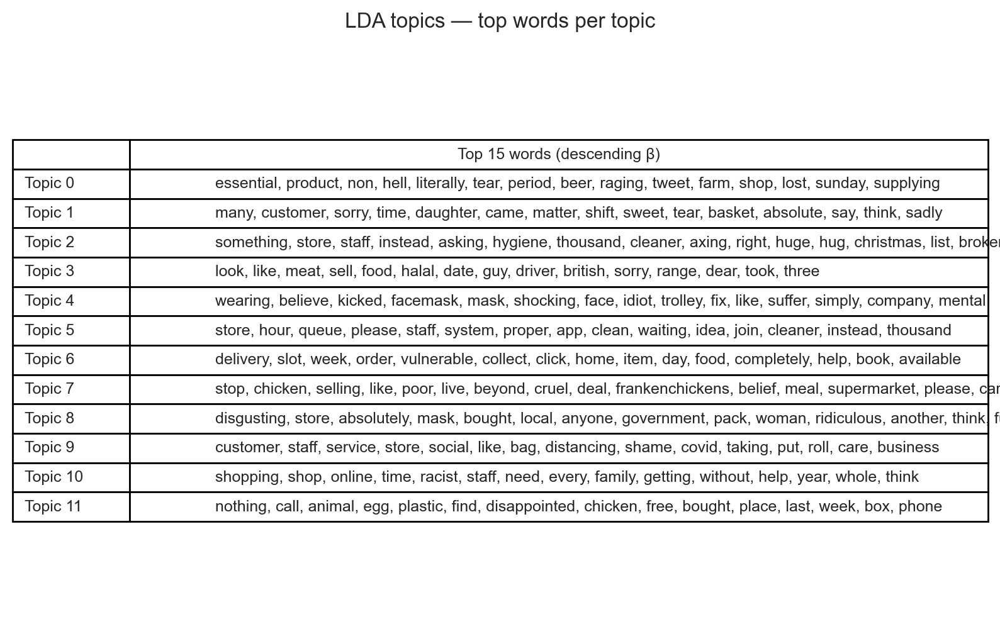 LDA topics — top words per topic
Top 15 words (descending β)
Topic 0 essential, product, non, hell, literally, tear, period, beer, raging, tweet, farm, shop, lost, sunday, supplying
Topic 1 many, customer, sorry, time, daughter, came, matter, shift, sweet, tear, basket, absolute, say, think, sadly
Topic 2 something, store, staff, instead, asking, hygiene, thousand, cleaner, axing, right, huge, hug, christmas, list,
Topic 3 look, like, meat, sell, food, halal, date, guy, driver, british, sorry, range, dear, took, three
Topic 4 wearing, believe, kicked, facemask, mask, shocking, face, idiot, trolley, fix, like, suffer, simply, company, mental
Topic 5 store, hour, queue, please, staff, system, proper, app, clean, waiting, idea, join, cleaner, instead, thousand
Topic 6 delivery, slot, week, order, vulnerable, collect, click, home, item, day, food, completely, help, book, available
Topic 7 stop, chicken, selling, like, poor, live, beyond, cruel, deal, frankenchickens, belief, meal, supermarket, please,
Topic 8 disgusting, store, absolutely, mask, bought, local, anyone, government, pack, woman, ridiculous, another, think,
Topic 9 customer, staff, service, store, social, like, bag, distancing, shame, covid, taking, put, roll, care, business
Topic 10 shopping, shop, online, time, racist, staff, need, every, family, getting, without, help, year, whole, think
Topic 11 nothing, call, animal, egg, plastic, find, disappointed, chicken, free, bought, place, last, week, box, phone